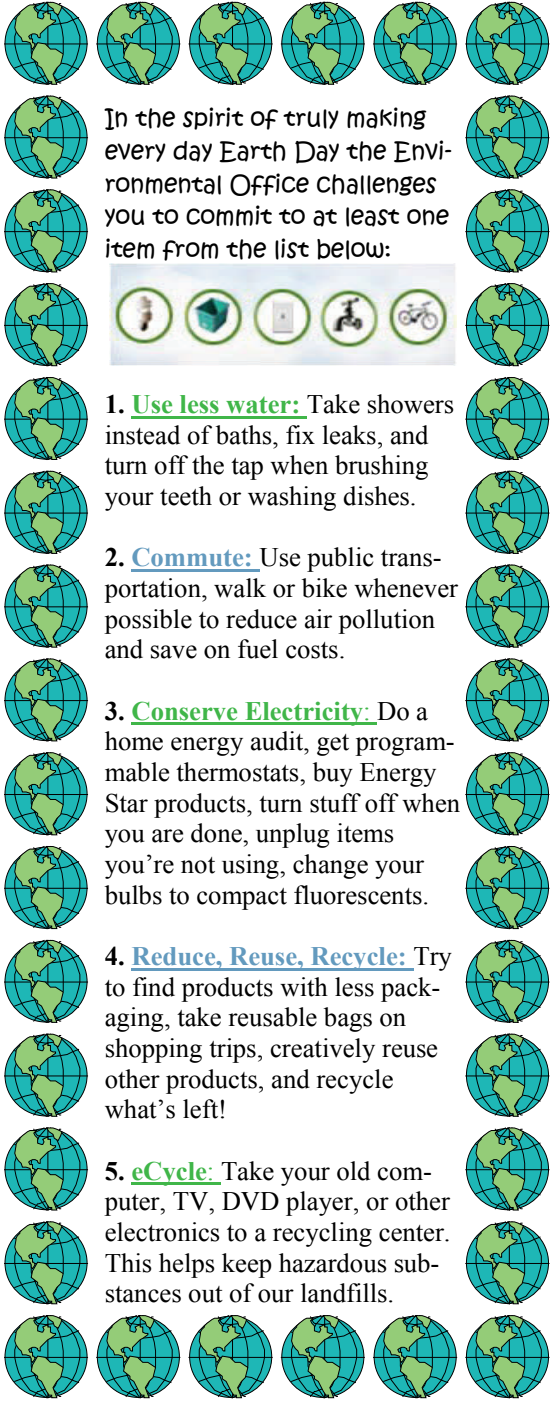 In the spirit of truly making
every day Earth Day the Envi-
ronmental Office challenges
you to commit to at least one
item from the list below:
1. Use less water: Take showers
instead of baths, fix leaks, and
turn off the tap when brushing
your teeth or washing dishes.
2. Commute: Use public trans-
portation, walk or bike whenever
possible to reduce air pollution
and save on fuel costs.
3. Conserve Electricity: Do a
home energy audit, get program-
mable thermostats, buy Energy
Star products, turn stuff off when
you are done, unplug items
you’re not using, change your
bulbs to compact fluorescents.
4. Reduce, Reuse, Recycle: Try
to find products with less pack-
aging, take reusable bags on
shopping trips, creatively reuse
other products, and recycle
what’s left!
5. eCycle: Take your old com-
puter, TV, DVD player, or other
electronics to a recycling center.
This helps keep hazardous sub-
stances out of our landfills.